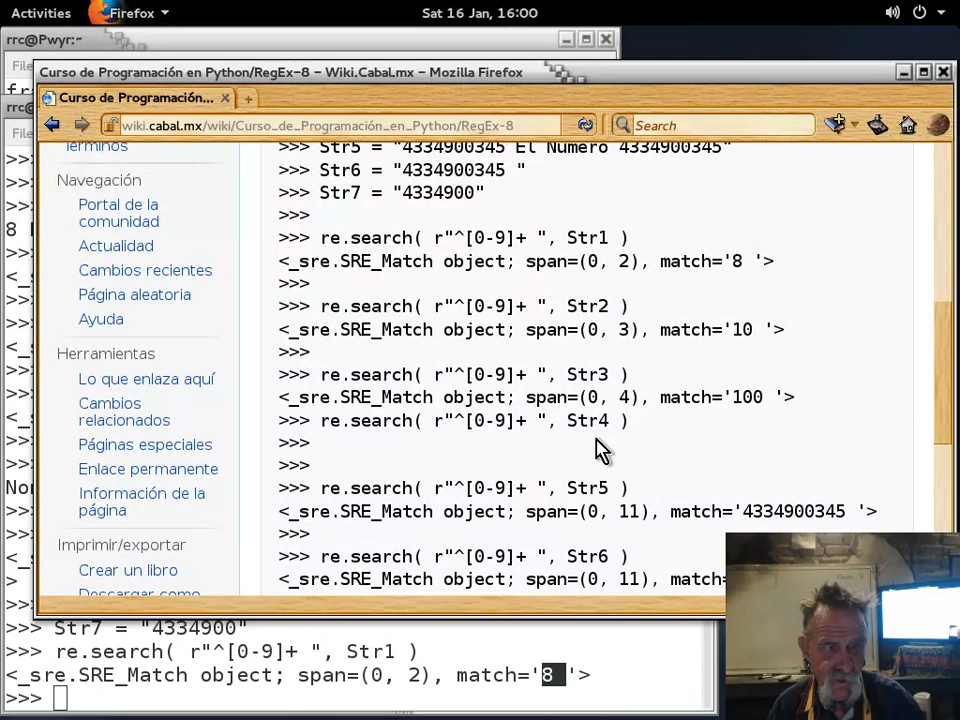 Activities Firefox Sat 16 Jan, 16:00
rrc@Pwyr:~
Curso de Programación en Python/RegEx-8 – Wiki.Cabal.mx – Mozilla Firefox
Curso de Programación...
wiki.cabal.mx/wiki/Curso_de_Programación_en_Python/RegEx-8 Search
Términos
Navegación
Portal de la
comunidad
Actualidad
Cambios recientes
Página aleatoria
Ayuda
Herramientas
Lo que enlaza aquí
Cambios
relacionados
Páginas especiales
Enlace permanente
Información de la
página
Imprimir/exportar
Crear un libro
Descargar como
>>> Str5 = "4334900345 El Numero 4334900345"
>>> Str6 = "4334900345 "
>>> Str7 = "4334900"
>>>
>>> re.search( r"^[0-9]+ ", Str1 )
<_sre.SRE_Match object; span=(0, 2), match='8 '>
>>>
>>> re.search( r"^[0-9]+ ", Str2 )
<_sre.SRE_Match object; span=(0, 3), match='10 '>
>>>
>>> re.search( r"^[0-9]+ ", Str3 )
<_sre.SRE_Match object; span=(0, 4), match='100 '>
>>> re.search( r"^[0-9]+ ", Str4 )
>>>
>>>
>>> re.search( r"^[0-9]+ ", Str5 )
<_sre.SRE_Match object; span=(0, 11), match='4334900345 '>
>>>
>>> re.search( r"^[0-9]+ ", Str6 )
<_sre.SRE_Match object; span=(0, 11), match=
>>> Str7 = "4334900"
>>> re.search( r"^[0-9]+ ", Str1 )
<_sre.SRE_Match object; span=(0, 2), match='8 '>
>>>